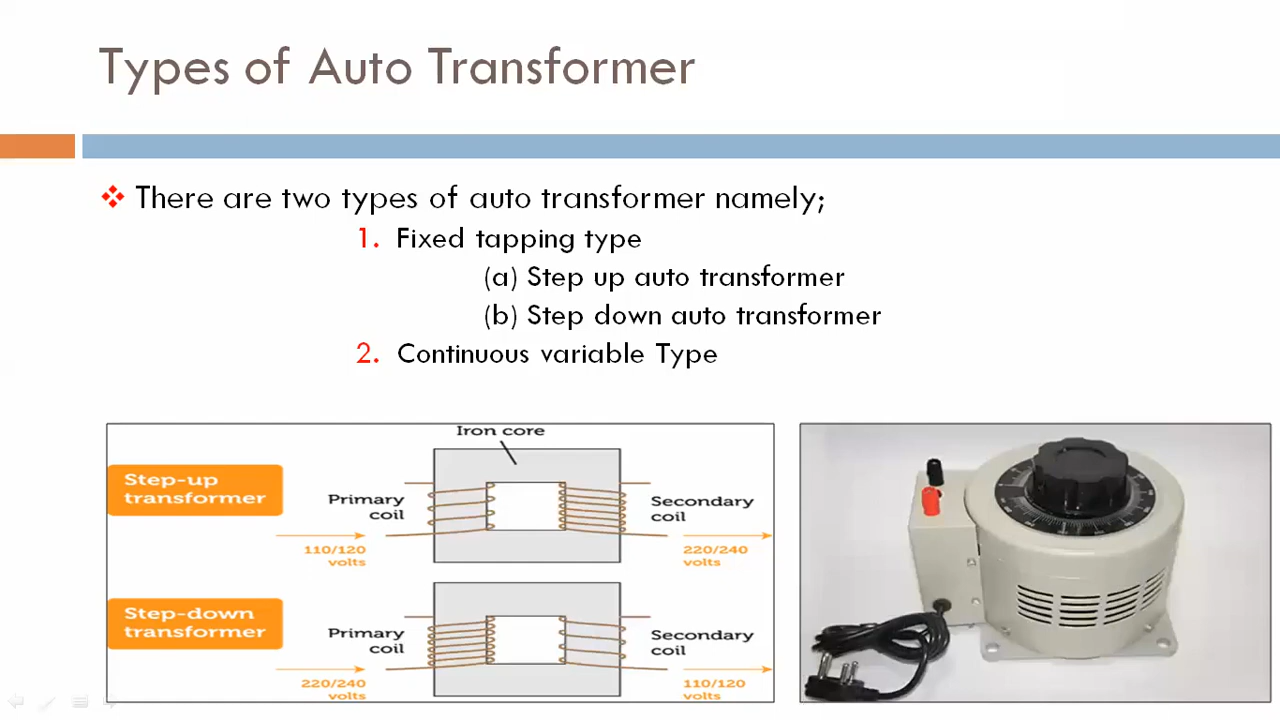 Types of Auto Transformer
❖ There are two types of auto transformer namely;
1. Fixed tapping type
(a) Step up auto transformer
(b) Step down auto transformer
2. Continuous variable Type
Iron core
Step-up
transformer
Primary
coil
Secondary
coil
110/120
volts
220/240
volts
Step-down
transformer
Primary
coil
Secondary
coil
220/240
volts
110/120
volts